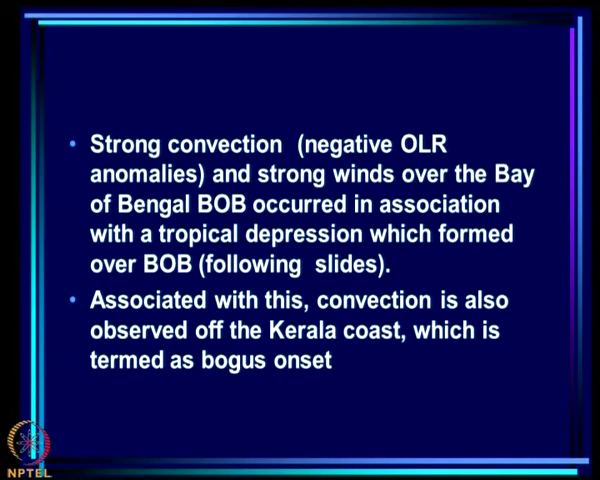 • Strong convection (negative OLR
anomalies) and strong winds over the Bay
of Bengal BOB occurred in association
with a tropical depression which formed
over BOB (following slides).
• Associated with this, convection is also
observed off the Kerala coast, which is
termed as bogus onset
NPTEL